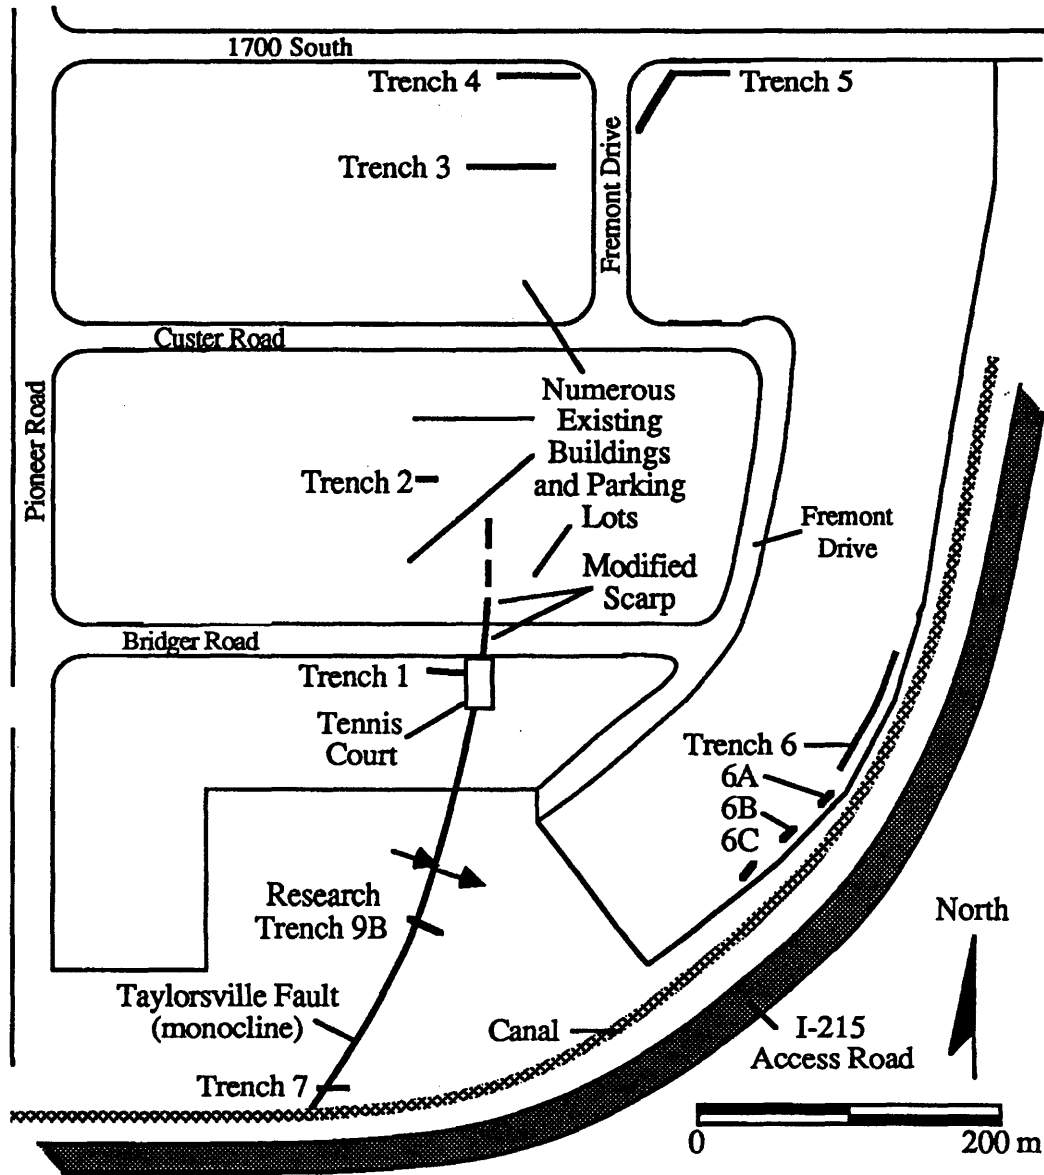 1700 South
Trench 4
Trench 5
Trench 3
Fremont Drive
Custer Road
Pioneer Road
Numerous
Existing
Buildings
and Parking
Lots
Trench 2
Fremont
Drive
Modified
Scarp
Bridger Road
Trench 1
Tennis
Court
Trench 6
6A
6B
6C
Research
Trench 9B
North
Taylorsville Fault
(monocline)
Canal
I-215
Access Road
Trench 7
0
200 m